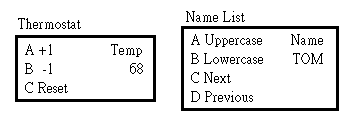 Thermostat
A +1 Temp
B -1 68
C Reset
Name List
A Uppercase Name
B Lowercase TOM
C Next
D Previous